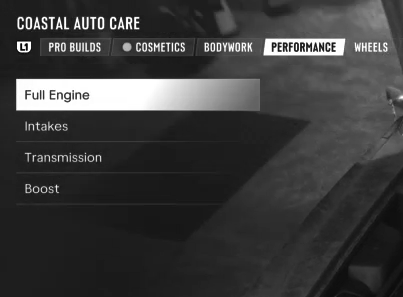 COASTAL AUTO CARE
L1 PRO BUILDS COSMETICS BODYWORK PERFORMANCE WHEELS
Full Engine
Intakes
Transmission
Boost